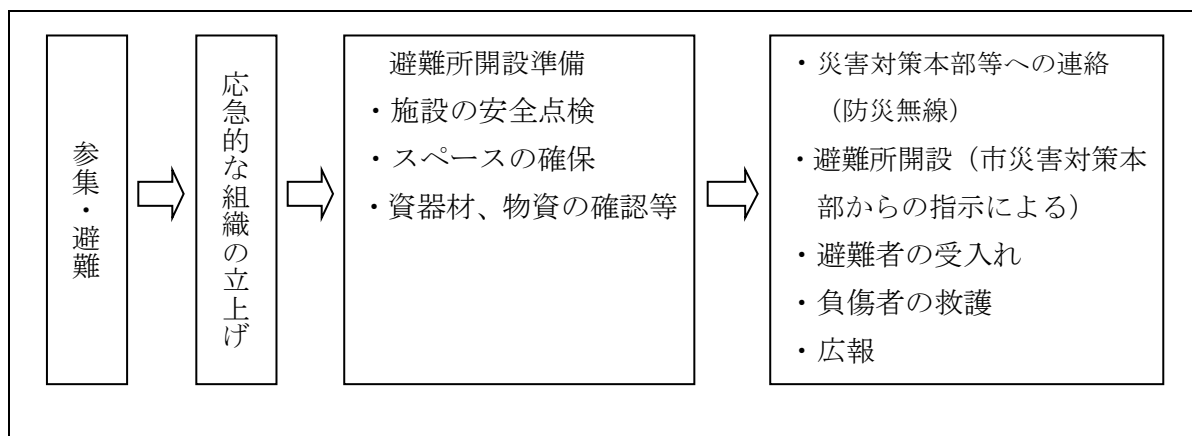 参集・避難
応急的な組織の立上げ
避難所開設準備
・施設の安全点検
・スペースの確保
・資器材、物資の確認等
・災害対策本部等への連絡
(防災無線)
・避難所開設(市災害対策本
部からの指示による)
・避難者の受入れ
・負傷者の救護
・広報